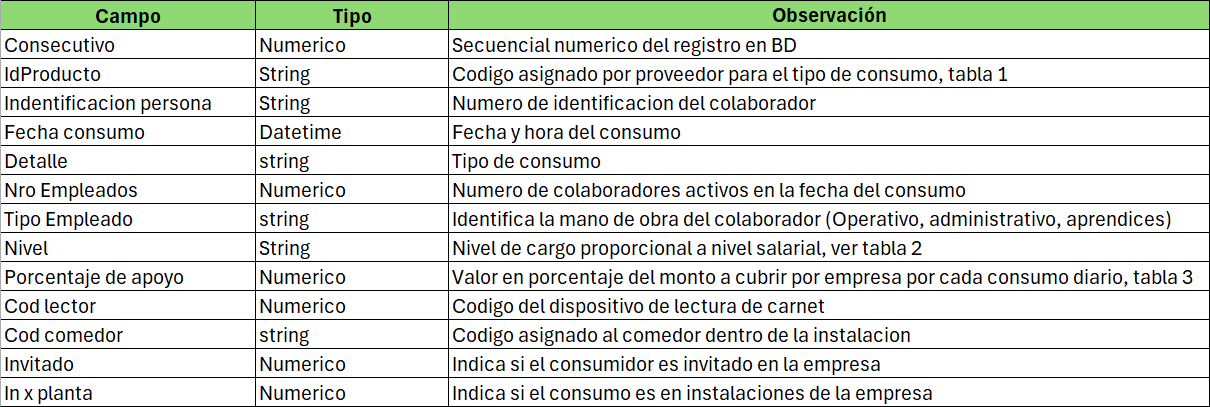 Campo Tipo Observación
Consecutivo Numerico Secuencial numerico del registro en BD
IdProducto String Codigo asignado por proveedor para el tipo de consumo, tabla 1
Indentificacion persona String Numero de identificacion del colaborador
Fecha consumo Datetime Fecha y hora del consumo
Detalle string Tipo de consumo
Nro Empleados Numerico Numero de colaboradores activos en la fecha del consumo
Tipo Empleado string Identifica la mano de obra del colaborador (Operativo, administrativo, aprendices)
Nivel String Nivel de cargo proporcional a nivel salarial, ver tabla 2
Porcentaje de apoyo Numerico Valor en porcentaje del monto a cubrir por empresa por cada consumo diario, tabla 3
Cod lector Numerico Codigo del dispositivo de lectura de carnet
Cod comedor string Codigo asignado al comedor dentro de la instalacion
Invitado Numerico Indica si el consumidor es invitado en la empresa
In x planta Numerico Indica si el consumo es en instalaciones de la empresa